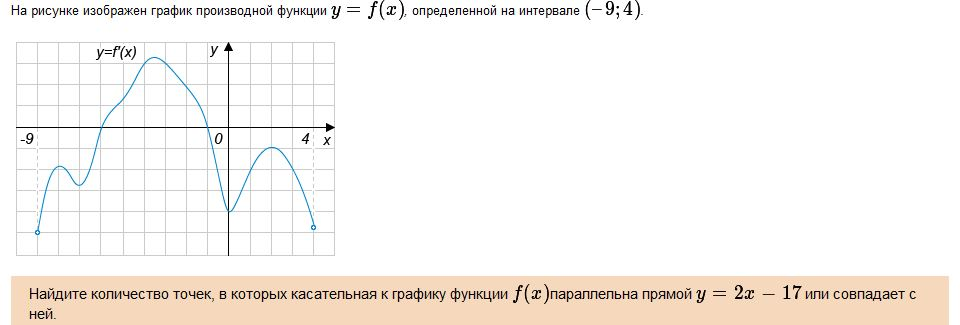 На рисунке изображен график производной функции y = f(x), определенной на интервале (−9; 4).
y=f'(x)
y
-9
0
4
x
Найдите количество точек, в которых касательная к графику функции f(x)параллельна прямой y = 2x − 17 или совпадает с
ней.